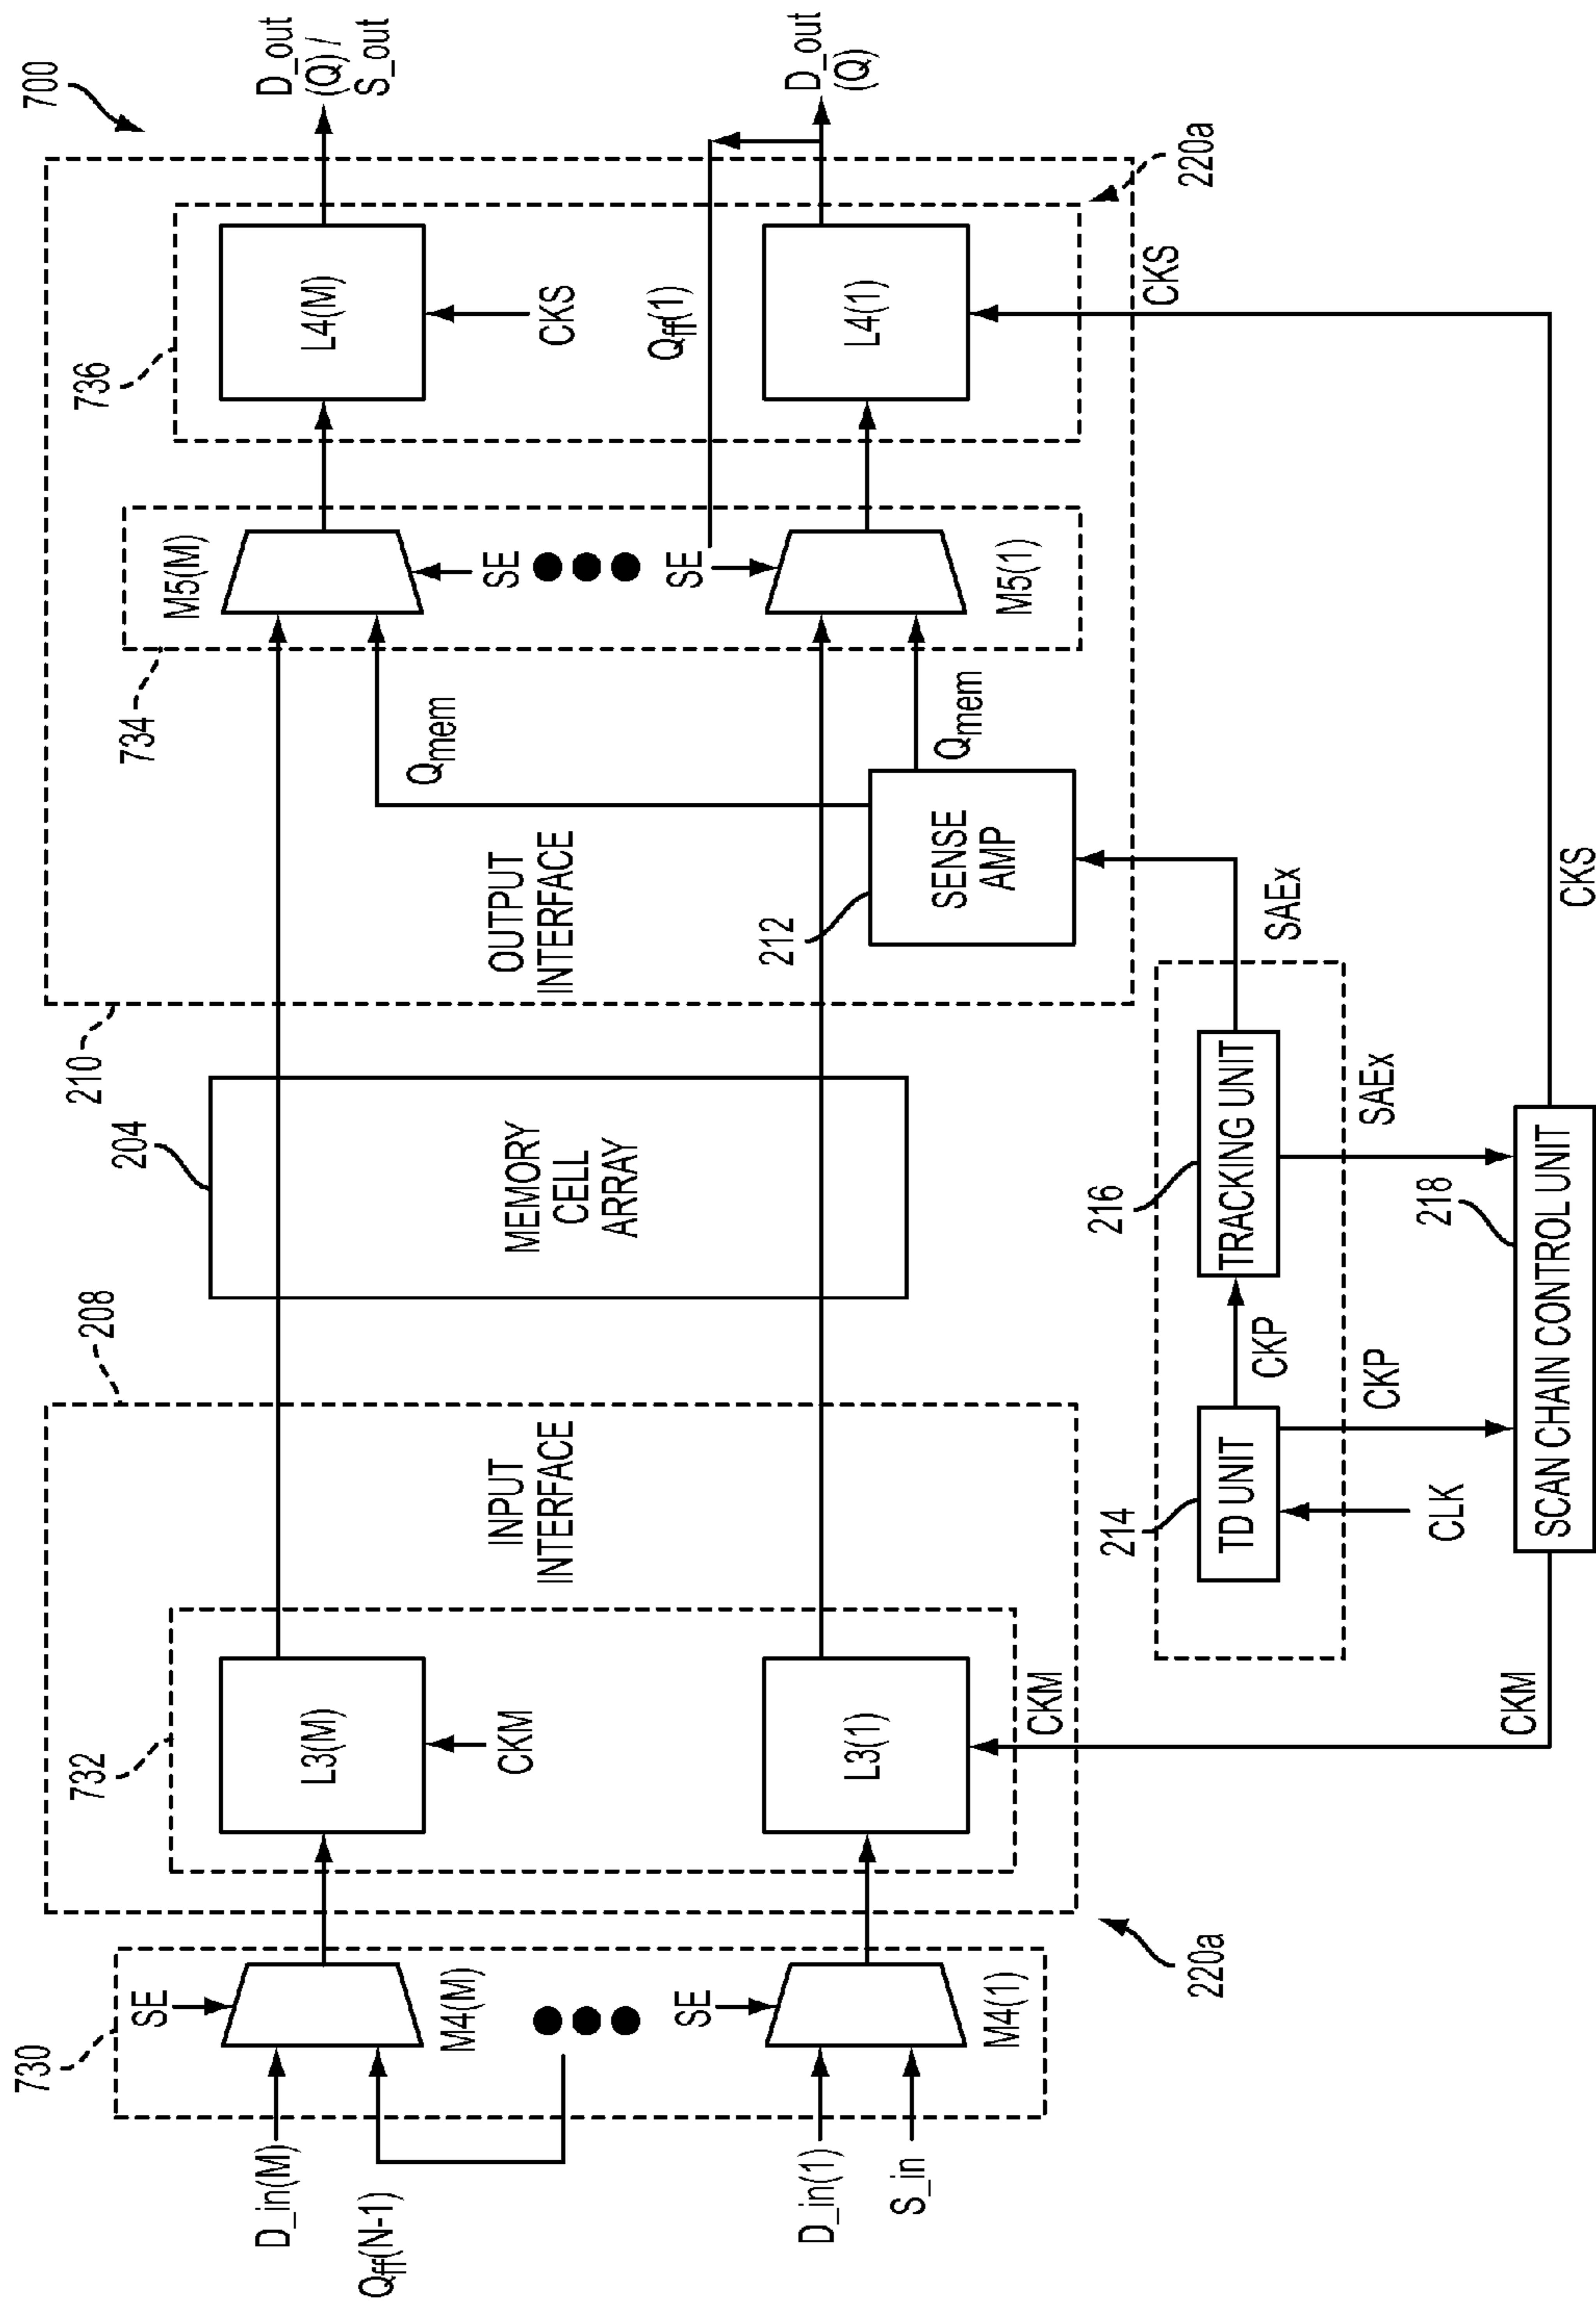 700
D_out
(Q) /
S_out
D_out
(Q)
220a
736
L4(M)
CKS
Qff(1)
L4(1)
CKS
M5(M)
SE
SE
M5(1)
734
Qmem
Qmem
OUTPUT
INTERFACE
212
SENSE
AMP
SAEx
CKS
210
204
MEMORY
CELL
ARRAY
216
TRACKING UNIT
SAEx
218
SCAN CHAIN CONTROL UNIT
208
INPUT
INTERFACE
CKP
CKP
214
TD UNIT
CLK
732
L3(M)
CKM
L3(1)
CKM
CKM
730
SE
M4(M)
SE
M4(1)
220a
D_in(M)
Qff(N-1)
D_in(1)
S_in